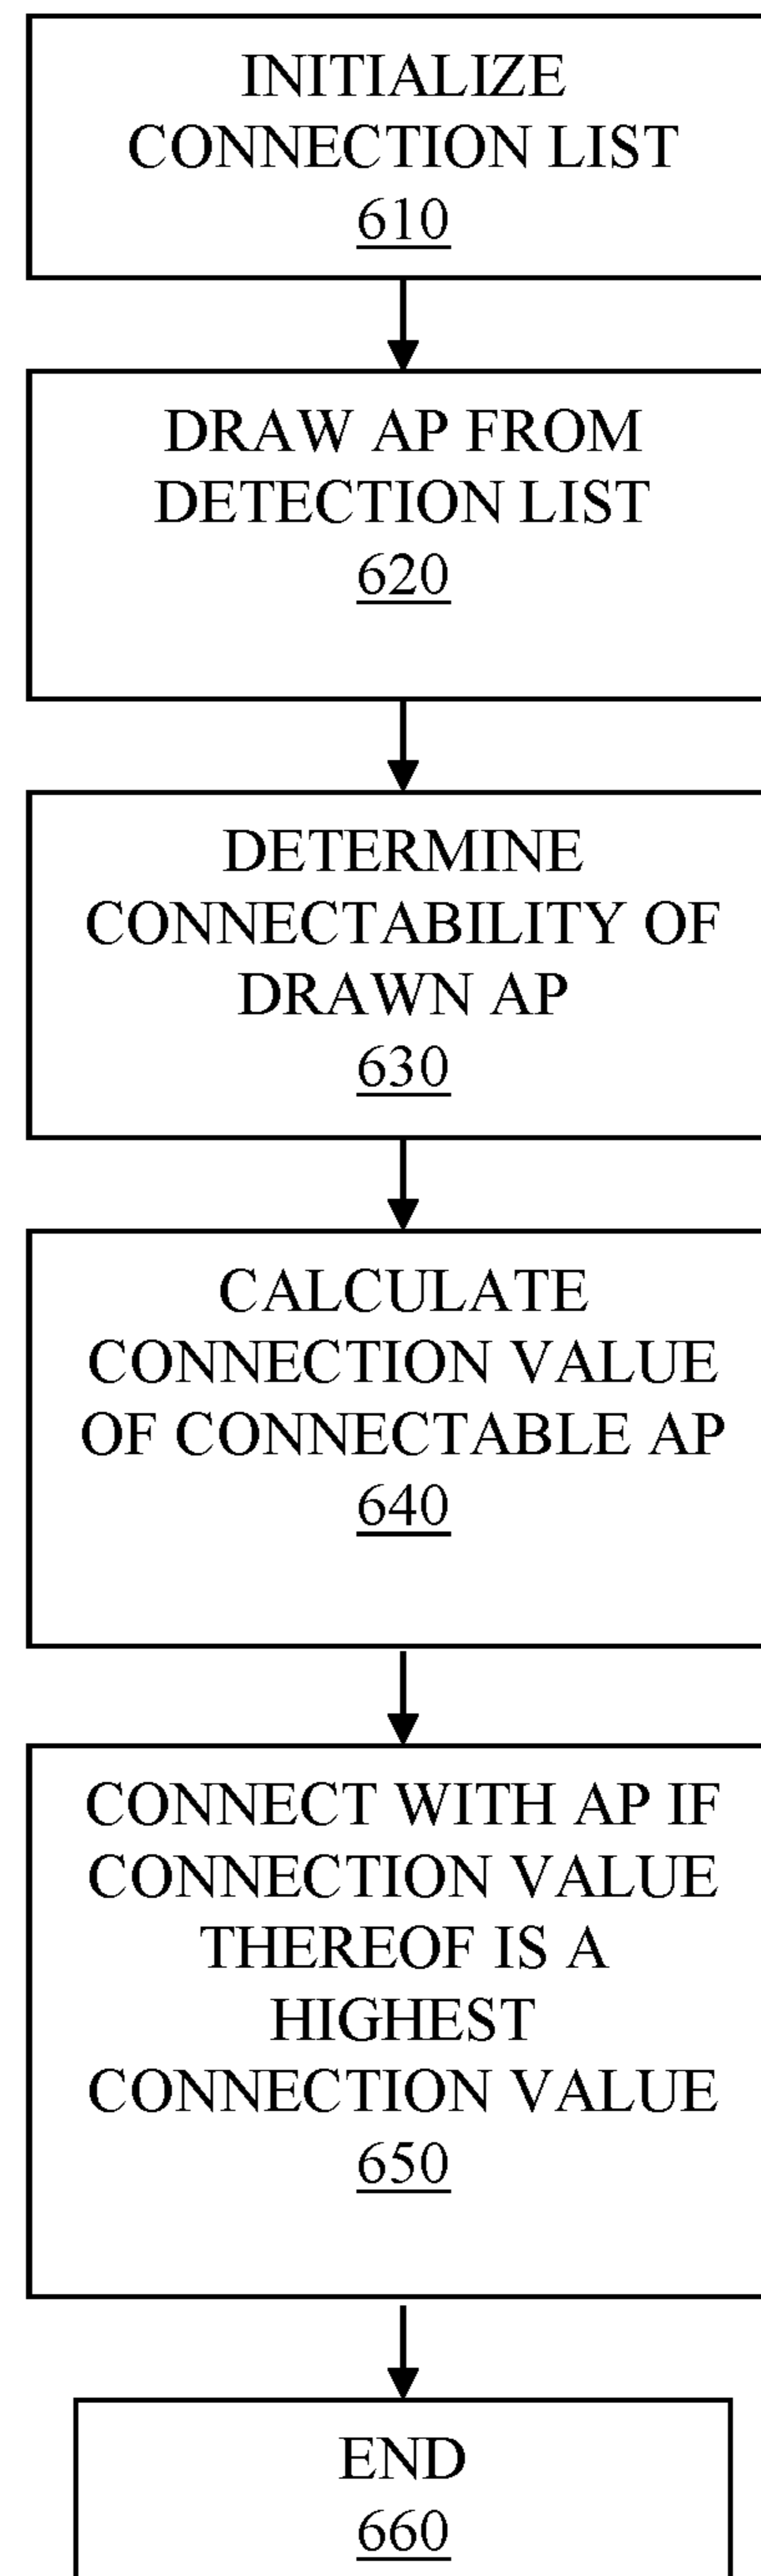 INITIALIZE
CONNECTION LIST
610
DRAW AP FROM
DETECTION LIST
620
DETERMINE
CONNECTABILITY OF
DRAWN AP
630
CALCULATE
CONNECTION VALUE
OF CONNECTABLE AP
640
CONNECT WITH AP IF
CONNECTION VALUE
THEREOF IS A
HIGHEST
CONNECTION VALUE
650
END
660